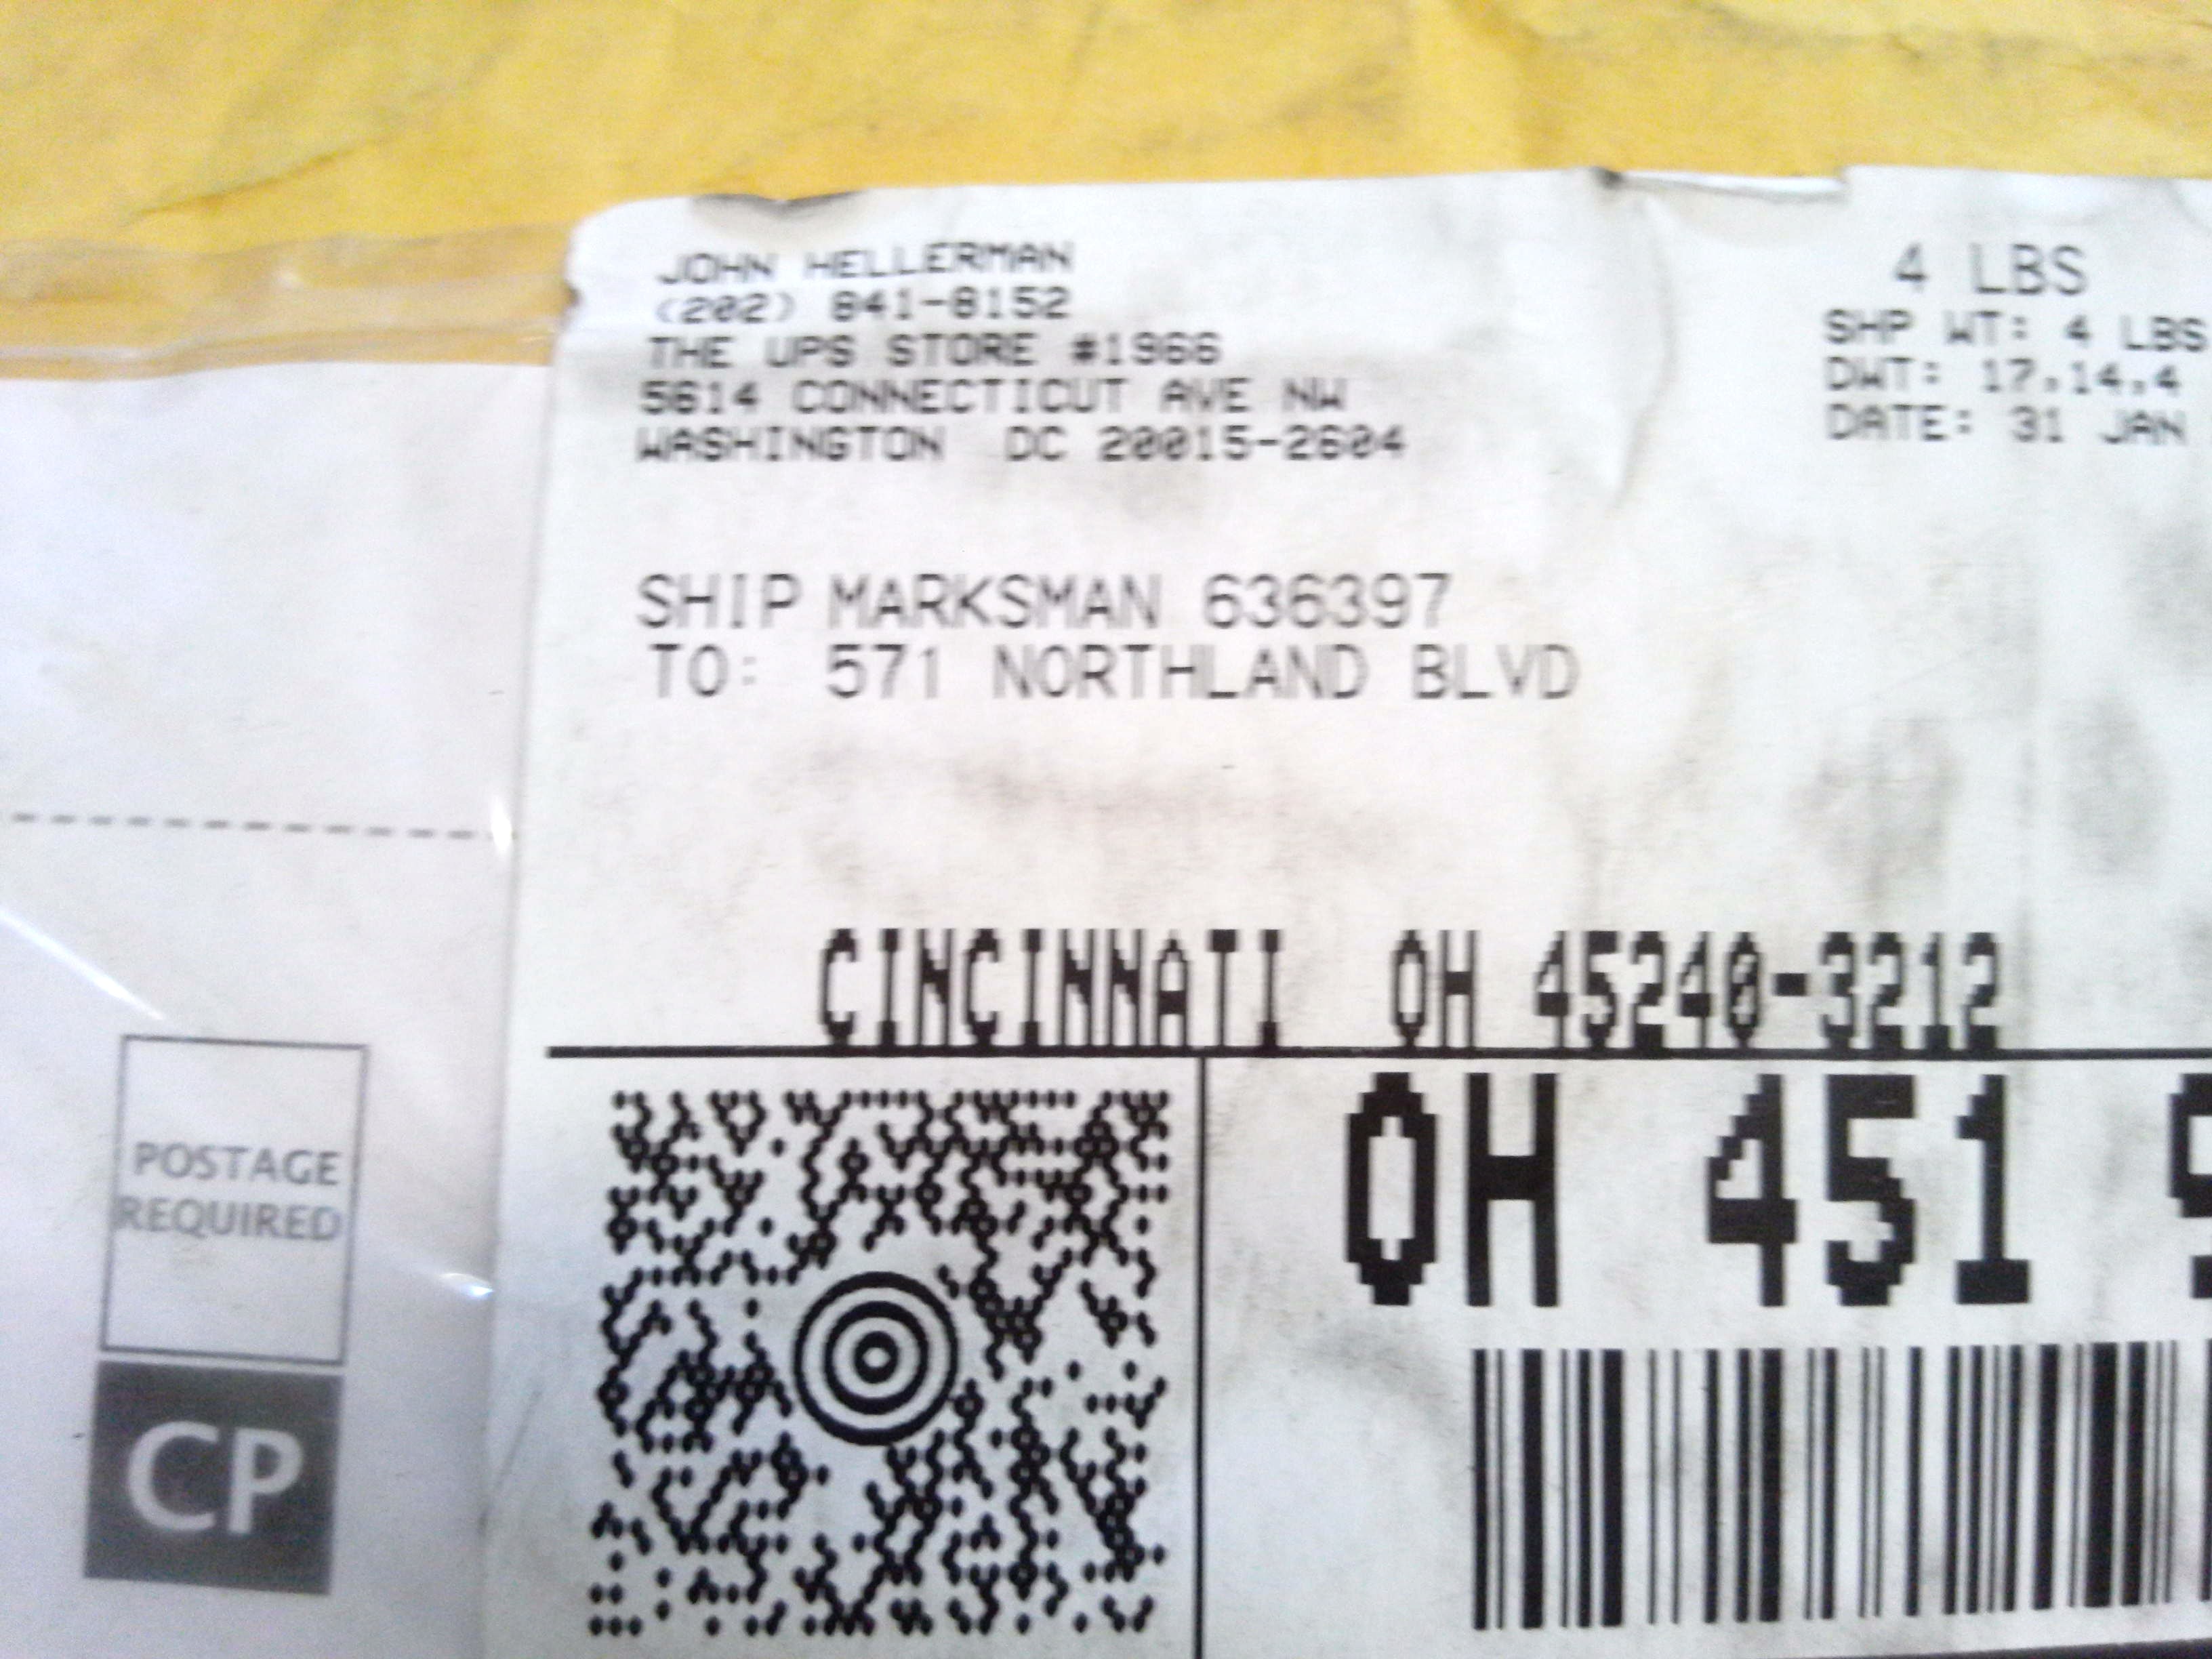 JOHN HELLERMAN
(202) 841-8152
THE UPS STORE #1966
5614 CONNECTICUT AVE NW
WASHINGTON DC 20015-2604
4 LBS
SHP WT: 4 LBS
DWT: 17,14,4
DATE: 31 JAN
SHIP MARKSMAN 636397
TO: 571 NORTHLAND BLVD
CINCINNATI OH 45240-3212
OH 451
POSTAGE
REQUIRED
CP